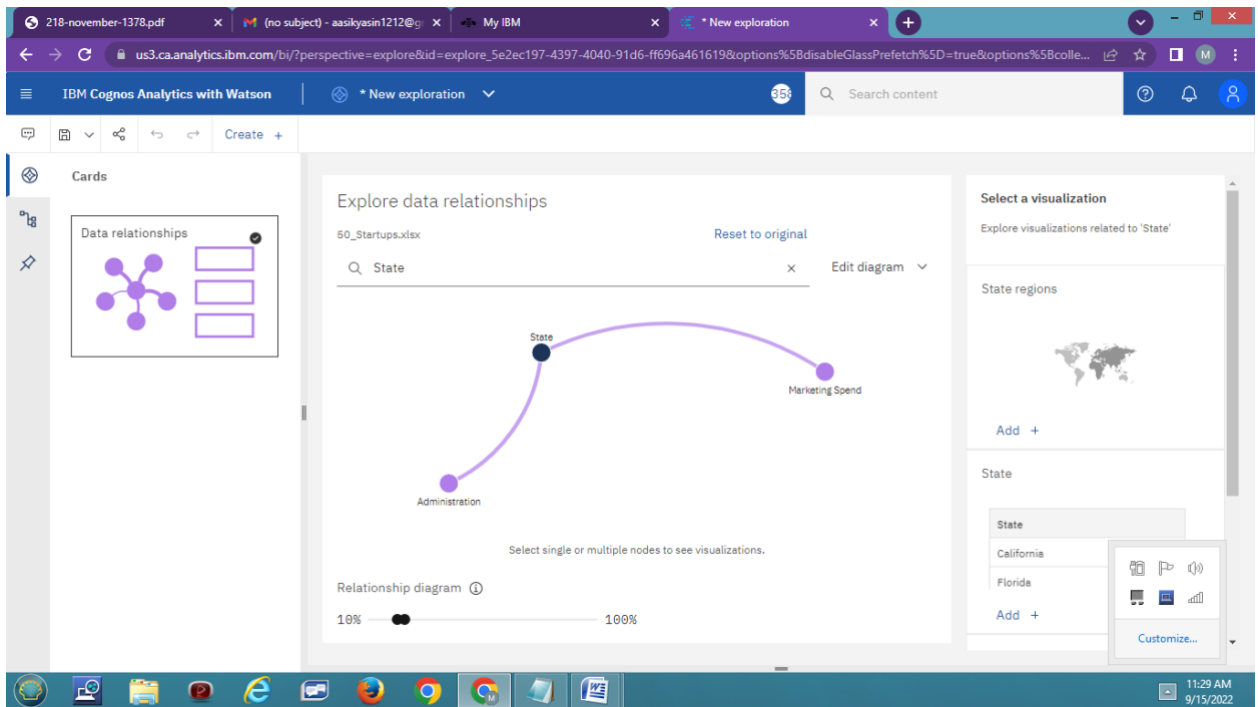 218-november-1378.pdf
(no subject) - aasikyasin1212@g
My IBM
* New exploration
us3.ca.analytics.ibm.com/bi/?perspective=explore&id=explore_5e2ec197-4397-4040-91d6-ff696a461619&options%5BdisableGlassPrefetch%5D=true&options%5Bcolle...
M
IBM Cognos Analytics with Watson
* New exploration
Search content
Create +
Cards
Data relationships
Explore data relationships
50_Startups.xlsx
Reset to original
State
Edit diagram
State
Marketing Spend
Administration
Select single or multiple nodes to see visualizations.
Relationship diagram
10%
100%
Select a visualization
Explore visualizations related to 'State'
State regions
Add +
State
State
California
Florida
Add +
Customize...
11:29 AM
9/15/2022